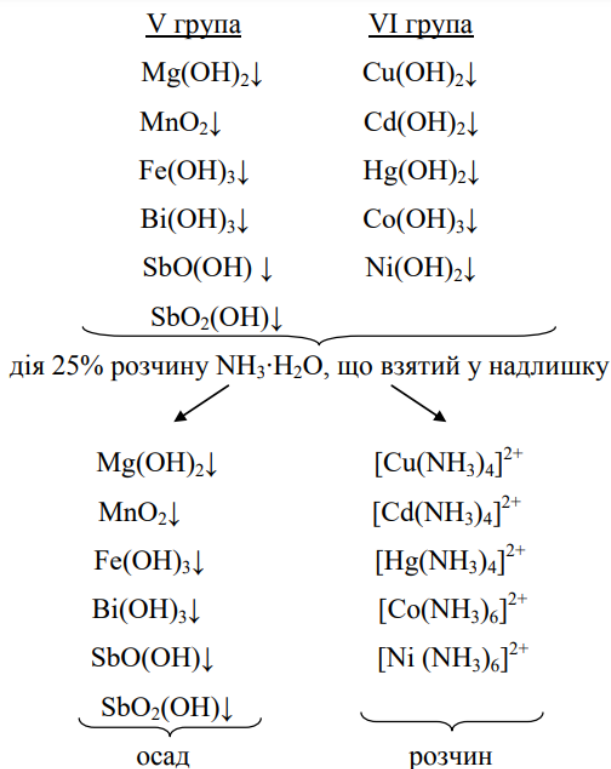 V група VI група
Mg(OH)₂↓ Cu(OH)₂↓
MnO₂↓ Cd(OH)₂↓
Fe(OH)₃↓ Hg(OH)₂↓
Bi(OH)₃↓ Co(OH)₃↓
SbO(OH) ↓ Ni(OH)₂↓
SbO₂(OH)↓
дія 25% розчину NH₃·H₂O, що взятий у надлишку
Mg(OH)₂↓ [Cu(NH₃)₄]²⁺
MnO₂↓ [Cd(NH₃)₄]²⁺
Fe(OH)₃↓ [Hg(NH₃)₄]²⁺
Bi(OH)₃↓ [Co(NH₃)₆]²⁺
SbO(OH)↓ [Ni (NH₃)₆]²⁺
SbO₂(OH)↓
осад розчин